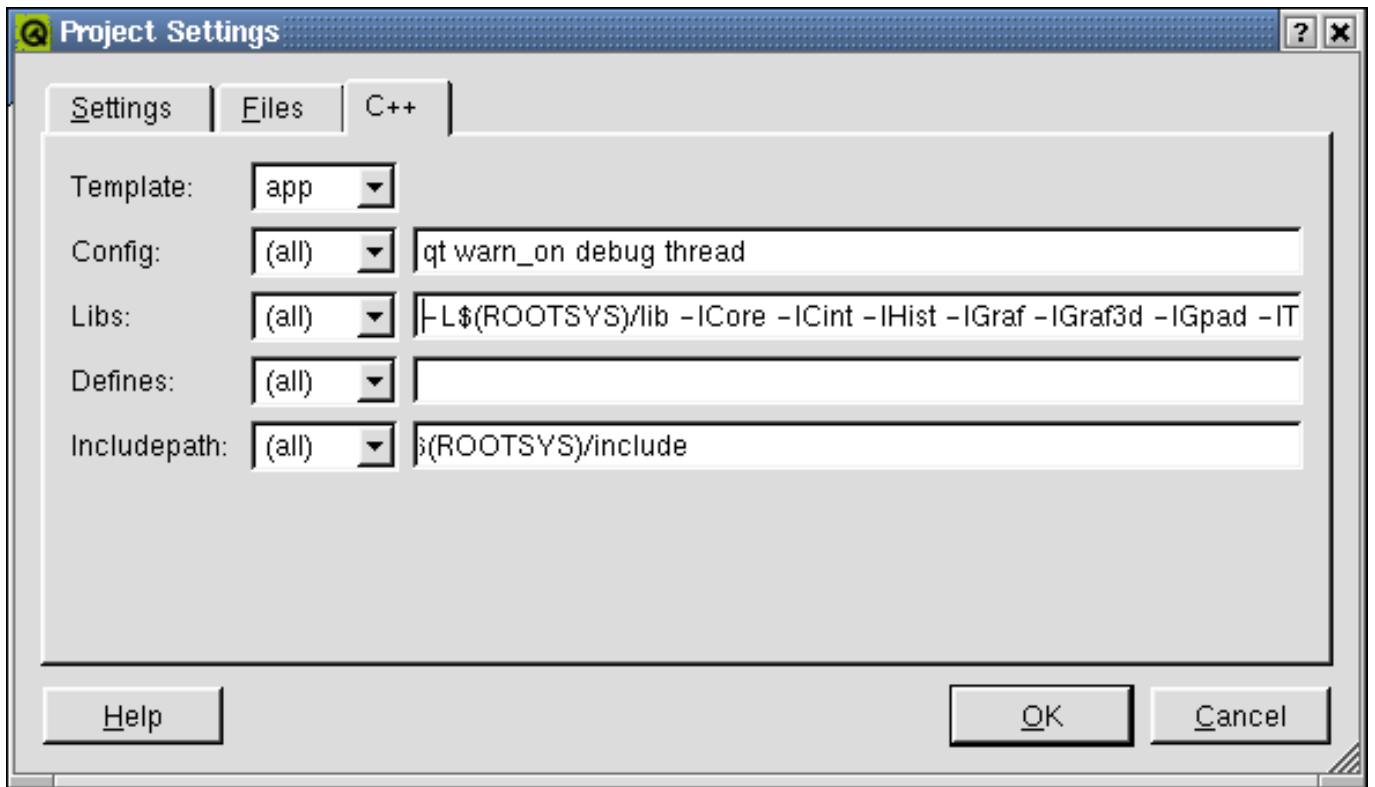 Project Settings
Settings Files C++
Template: app
Config: (all) qt warn_on debug thread
Libs: (all) -L$(ROOTSYS)/lib -lCore -lCint -lHist -lGraf -lGraf3d -lGpad -lT
Defines: (all)
Includepath: (all) $(ROOTSYS)/include
Help OK Cancel